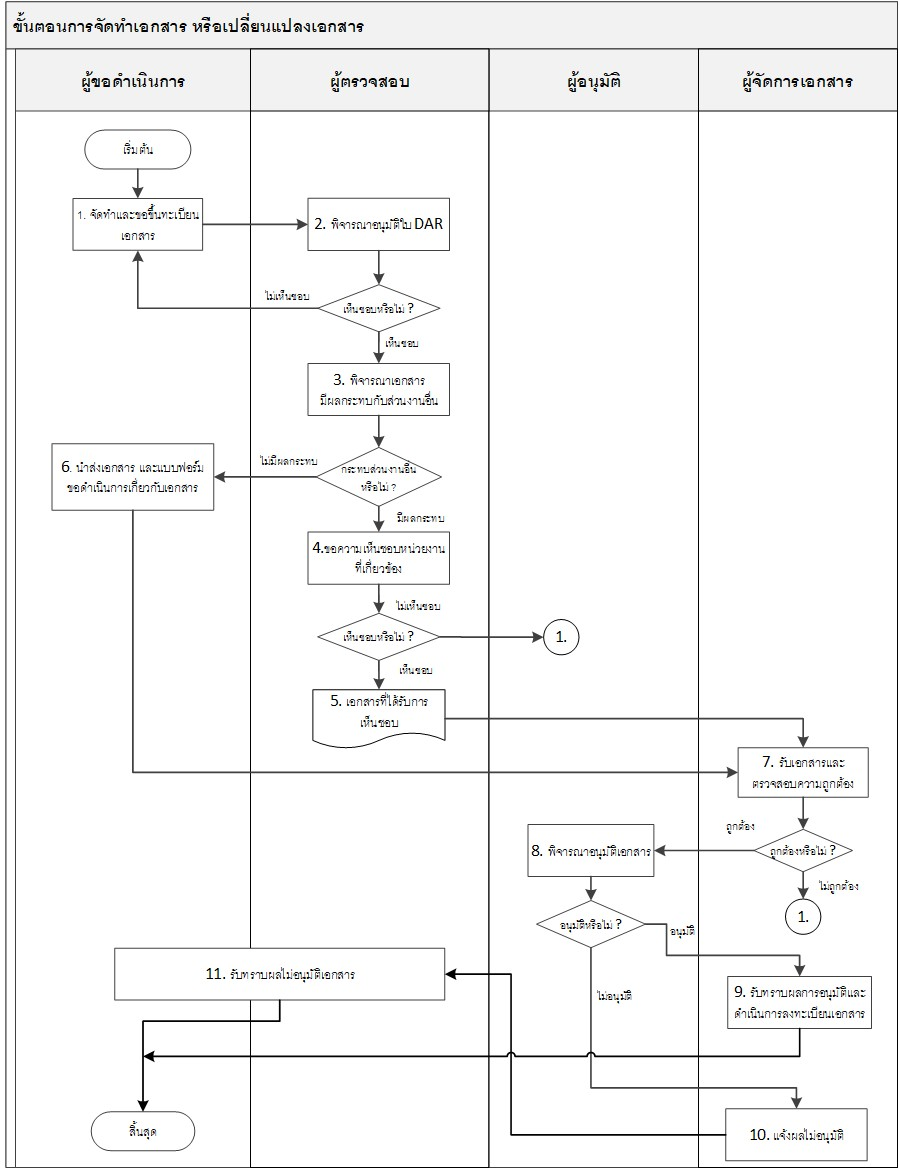 ขั้นตอนการจัดทำเอกสาร หรือเปลี่ยนแปลงเอกสาร
ผู้ขอดำเนินการ
ผู้ตรวจสอบ
ผู้อนุมัติ
ผู้จัดการเอกสาร
เริ่มต้น
1. จัดทำและขอขึ้นทะเบียน
เอกสาร
2. พิจารณาอนุมัติใบ DAR
ไม่เห็นชอบ
เห็นชอบหรือไม่ ?
เห็นชอบ
3. พิจารณาเอกสาร
มีผลกระทบกับส่วนงานอื่น
6. นำส่งเอกสาร และแบบฟอร์ม
ขอดำเนินการเกี่ยวกับเอกสาร
ไม่มีผลกระทบ
กระทบส่วนงานอื่น
หรือไม่ ?
มีผลกระทบ
4.ขอความเห็นชอบหน่วยงาน
ที่เกี่ยวข้อง
ไม่เห็นชอบ
เห็นชอบหรือไม่ ?
1.
เห็นชอบ
5. เอกสารที่ได้รับการ
เห็นชอบ
7. รับเอกสารและ
ตรวจสอบความถูกต้อง
ถูกต้อง
8. พิจารณาอนุมัติเอกสาร
ถูกต้องหรือไม่ ?
ไม่ถูกต้อง
1.
อนุมัติหรือไม่ ?
อนุมัติ
11. รับทราบผลไม่อนุมัติเอกสาร
ไม่อนุมัติ
9. รับทราบผลการอนุมัติและ
ดำเนินการลงทะเบียนเอกสาร
สิ้นสุด
10. แจ้งผลไม่อนุมัติ